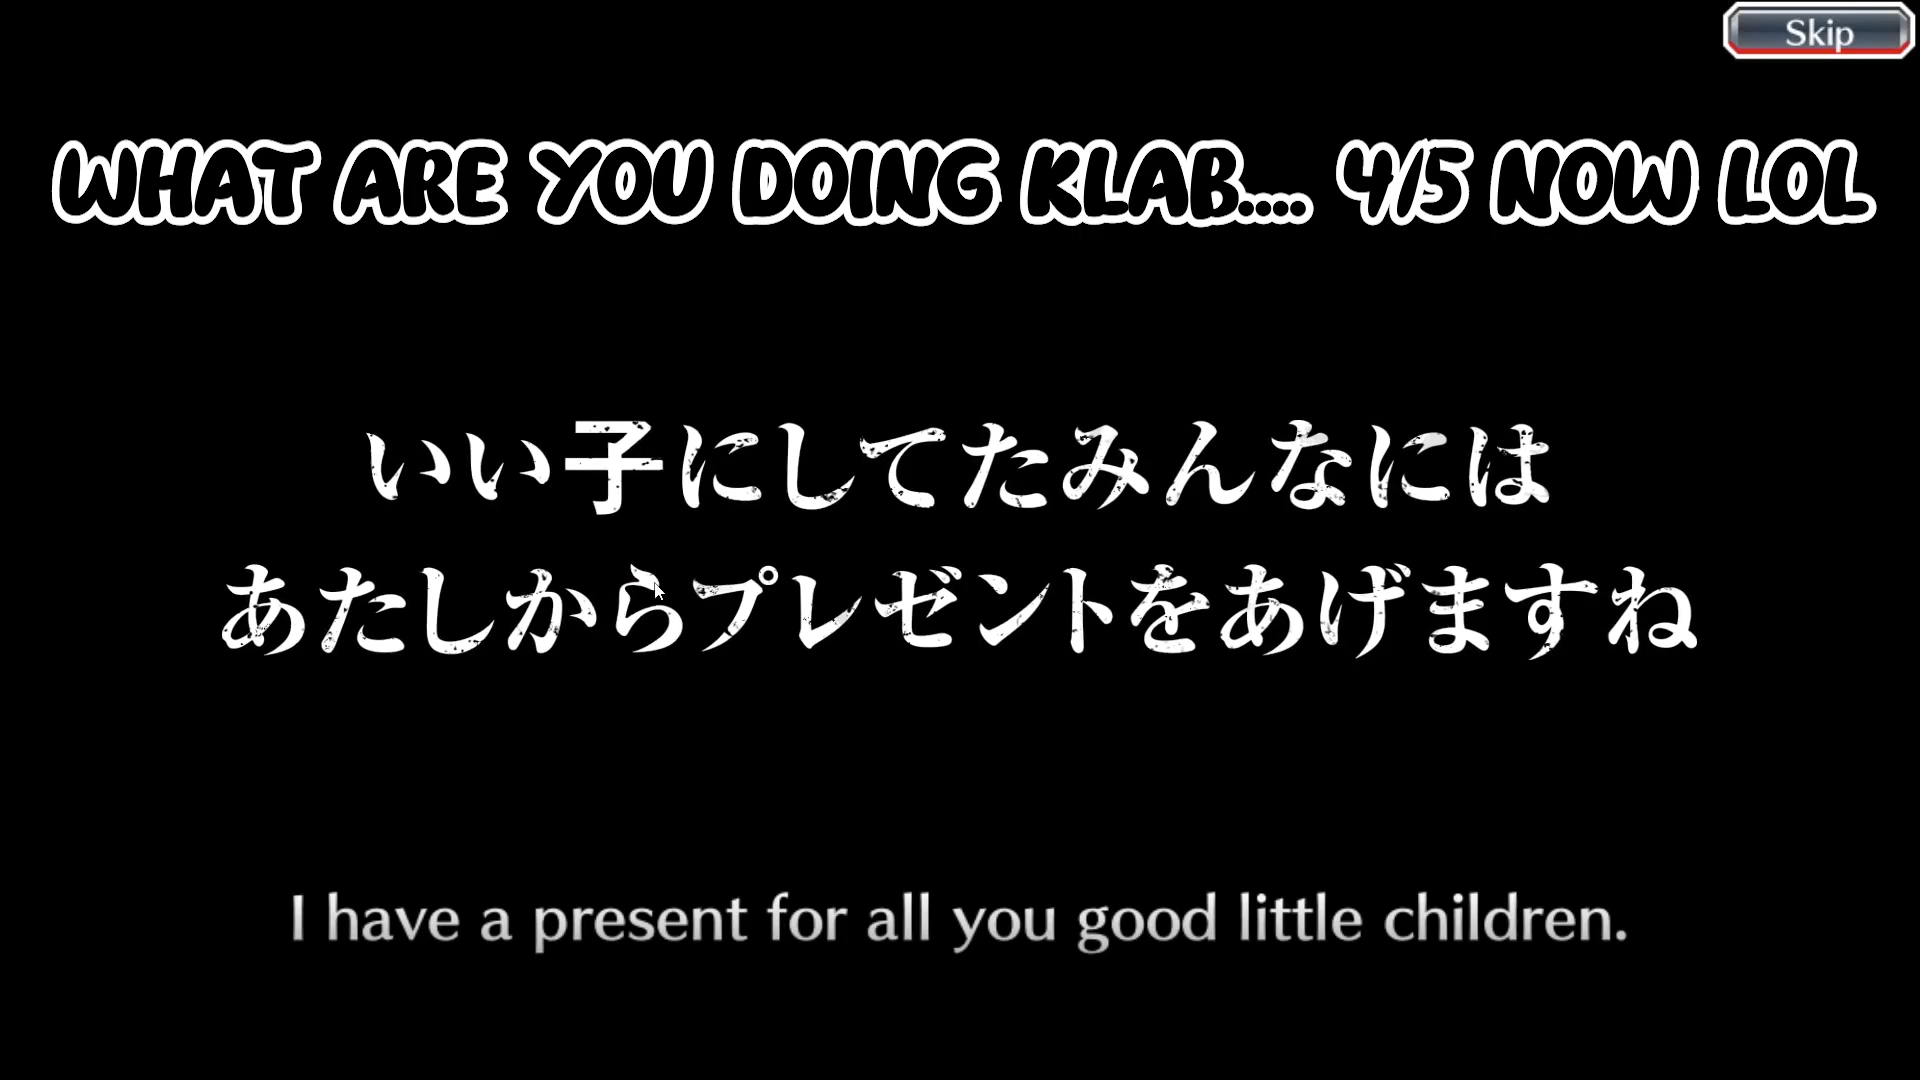 Skip
WHAT ARE YOU DOING KLAB.... 4/5 NOW LOL
いい子にしてたみんなには
あたしからプレゼントをあげますね
I have a present for all you good little children.